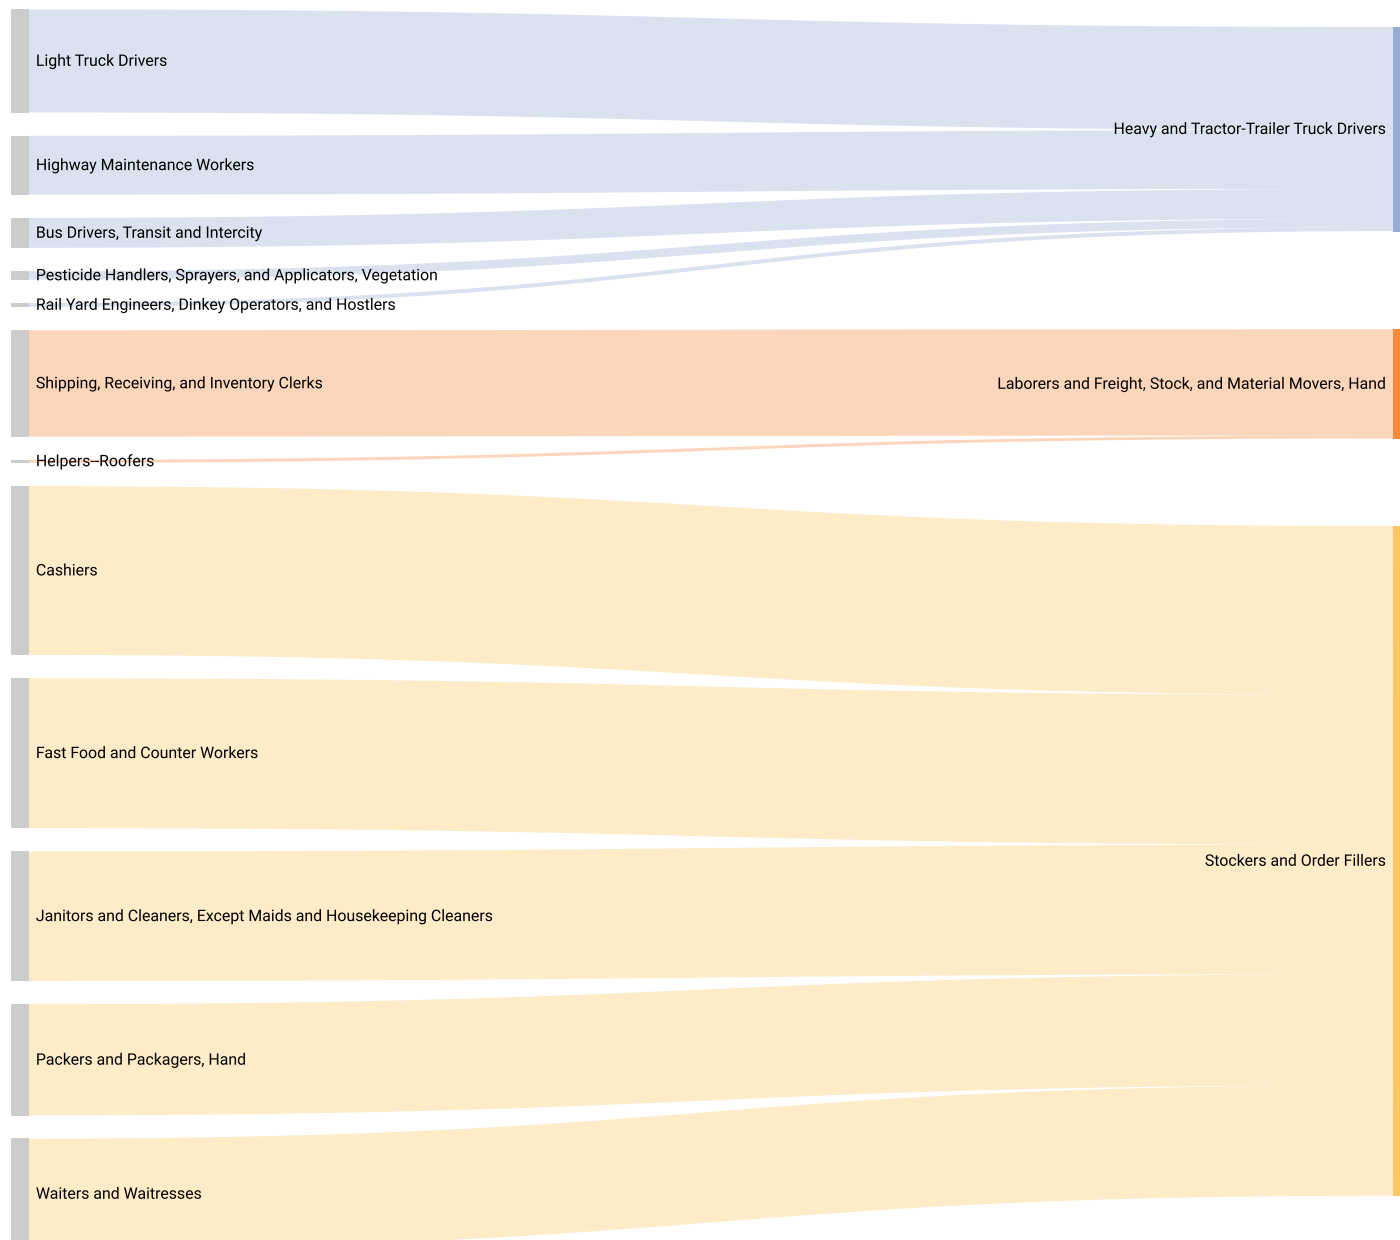 Light Truck Drivers
Heavy and Tractor-Trailer Truck Drivers
Highway Maintenance Workers
Bus Drivers, Transit and Intercity
Pesticide Handlers, Sprayers, and Applicators, Vegetation
Rail Yard Engineers, Dinkey Operators, and Hostlers
Shipping, Receiving, and Inventory Clerks
Laborers and Freight, Stock, and Material Movers, Hand
Helpers--Roofers
Cashiers
Fast Food and Counter Workers
Stockers and Order Fillers
Janitors and Cleaners, Except Maids and Housekeeping Cleaners
Packers and Packagers, Hand
Waiters and Waitresses